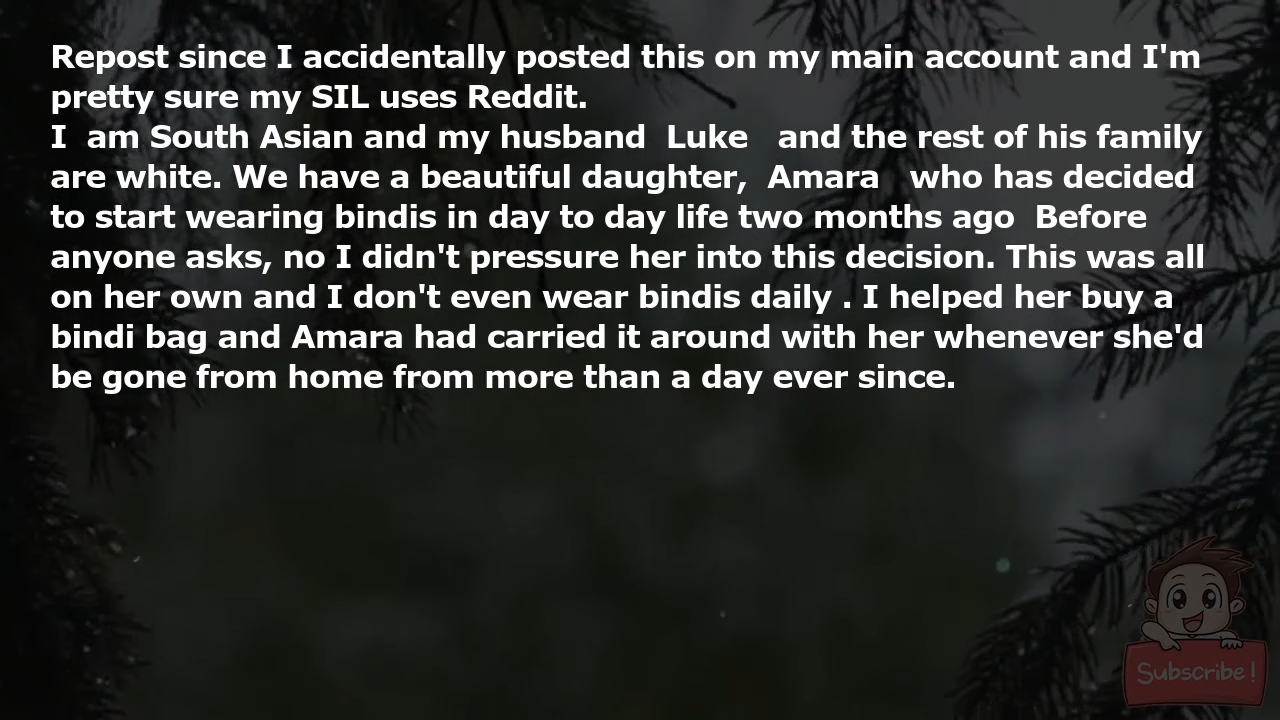 Repost since I accidentally posted this on my main account and I'm
pretty sure my SIL uses Reddit.
I  am South Asian and my husband  Luke   and the rest of his family
are white. We have a beautiful daughter,  Amara   who has decided
to start wearing bindis in day to day life two months ago  Before
anyone asks, no I didn't pressure her into this decision. This was all
on her own and I don't even wear bindis daily . I helped her buy a
bindi bag and Amara had carried it around with her whenever she'd
be gone from home from more than a day ever since.
Subscribe!